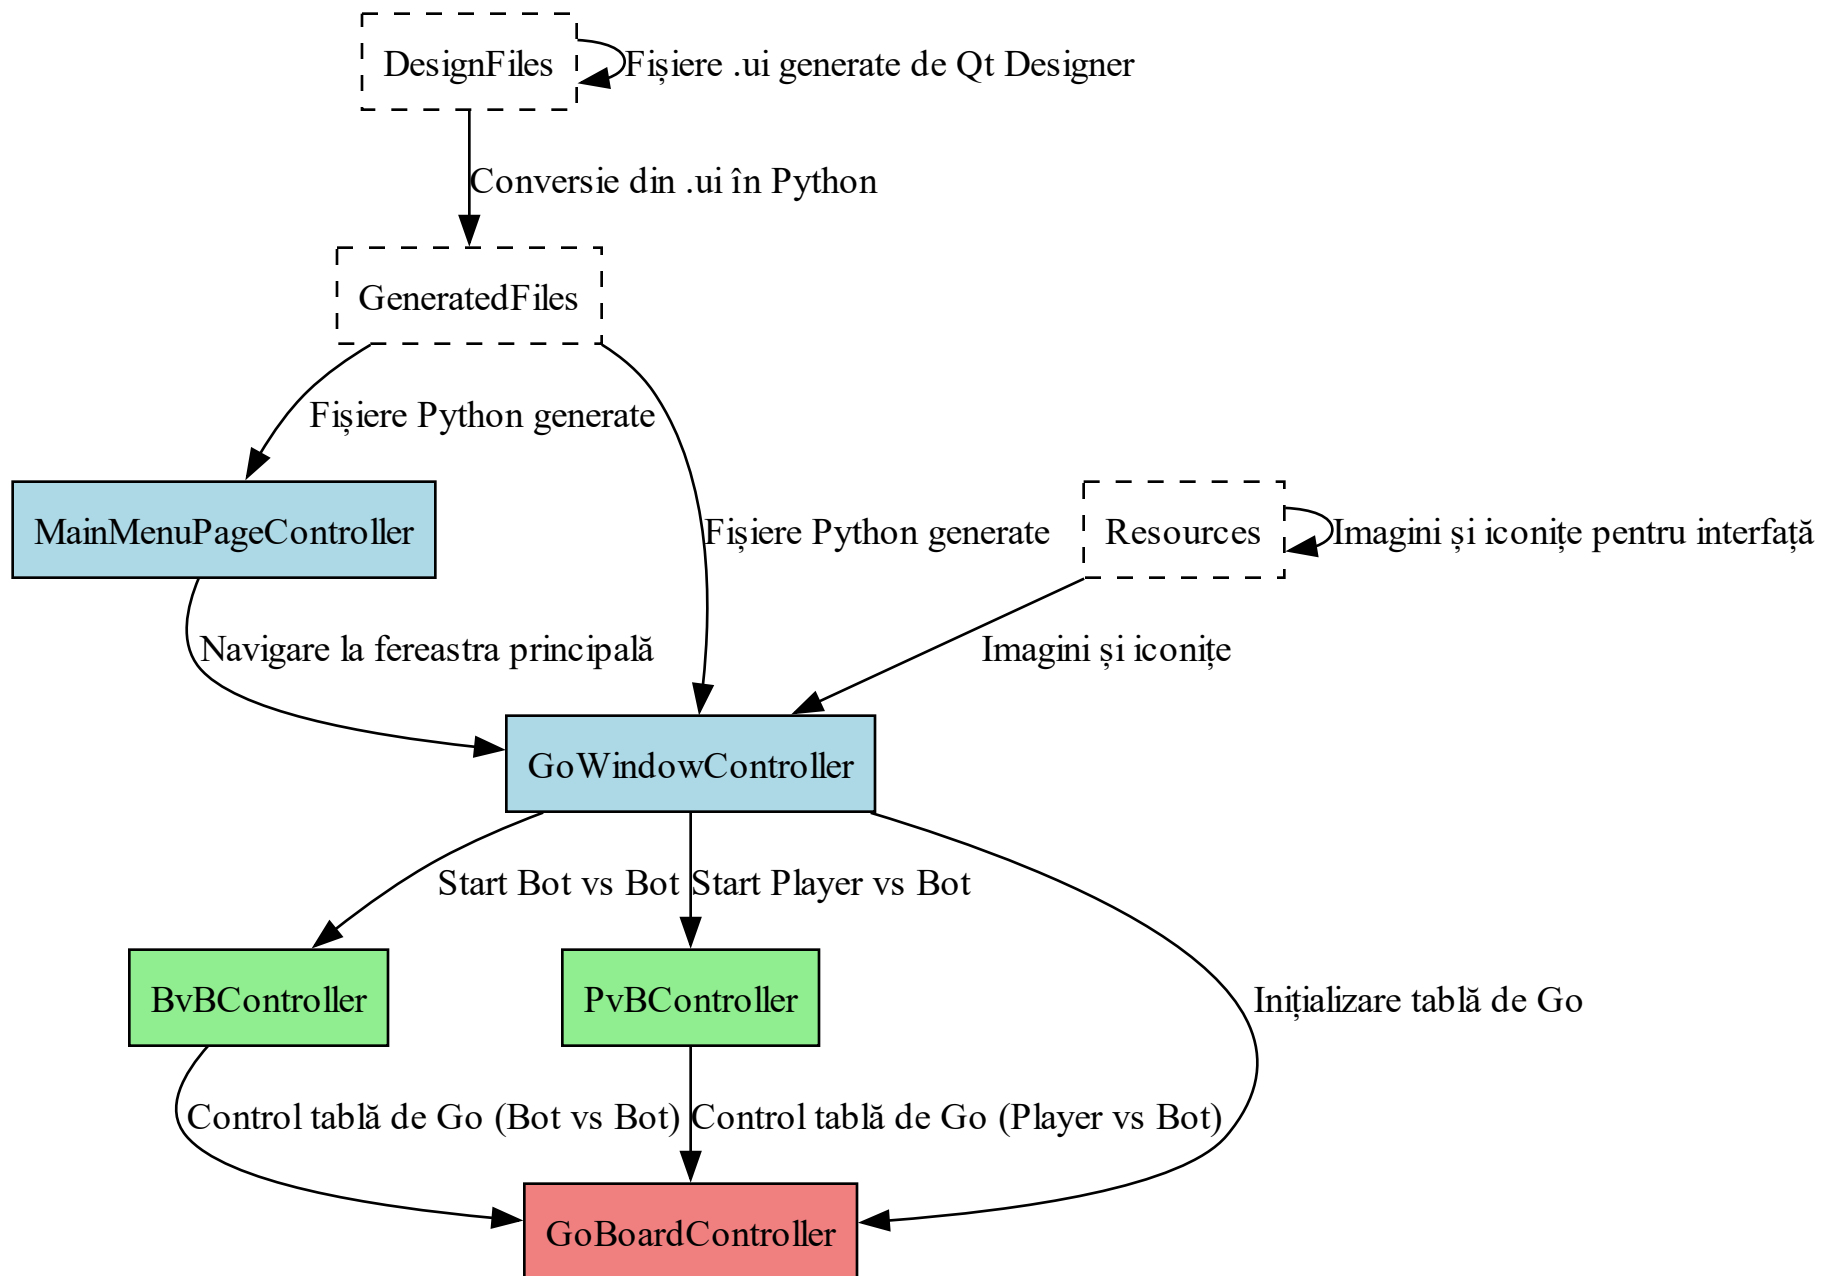 DesignFiles
Fișiere .ui generate de Qt Designer
Conversie din .ui în Python
GeneratedFiles
Fișiere Python generate
MainMenuPageController
Fișiere Python generate
Resources
Imagini și iconițe pentru interfață
Navigare la fereastra principală
Imagini și iconițe
GoWindowController
Start Bot vs Bot
Start Player vs Bot
BvBController
PvBController
Inițializare tablă de Go
Control tablă de Go (Bot vs Bot)
Control tablă de Go (Player vs Bot)
GoBoardController